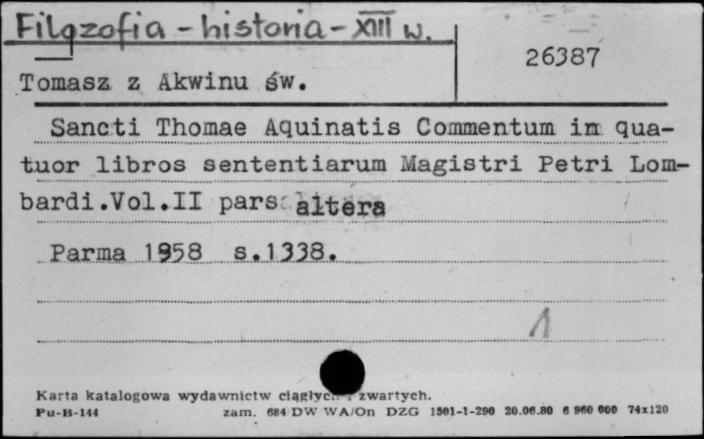 Filozofia - historia - XIII w.
26387
Tomasz z Akwinu św.
Sancti Thomae Aquinatis Commentum in qua-
tuor libros sententiarum Magistri Petri Lom-
bardi.Vol.II pars altera
Parma 1958 s.1338.
1
Karta katalogowa wydawnictw ciągłych i zwartych.
Pu-B-144 zam. 684/DW WA/On DZG 1501-1-290 20.06.80 6 960 000 74x120